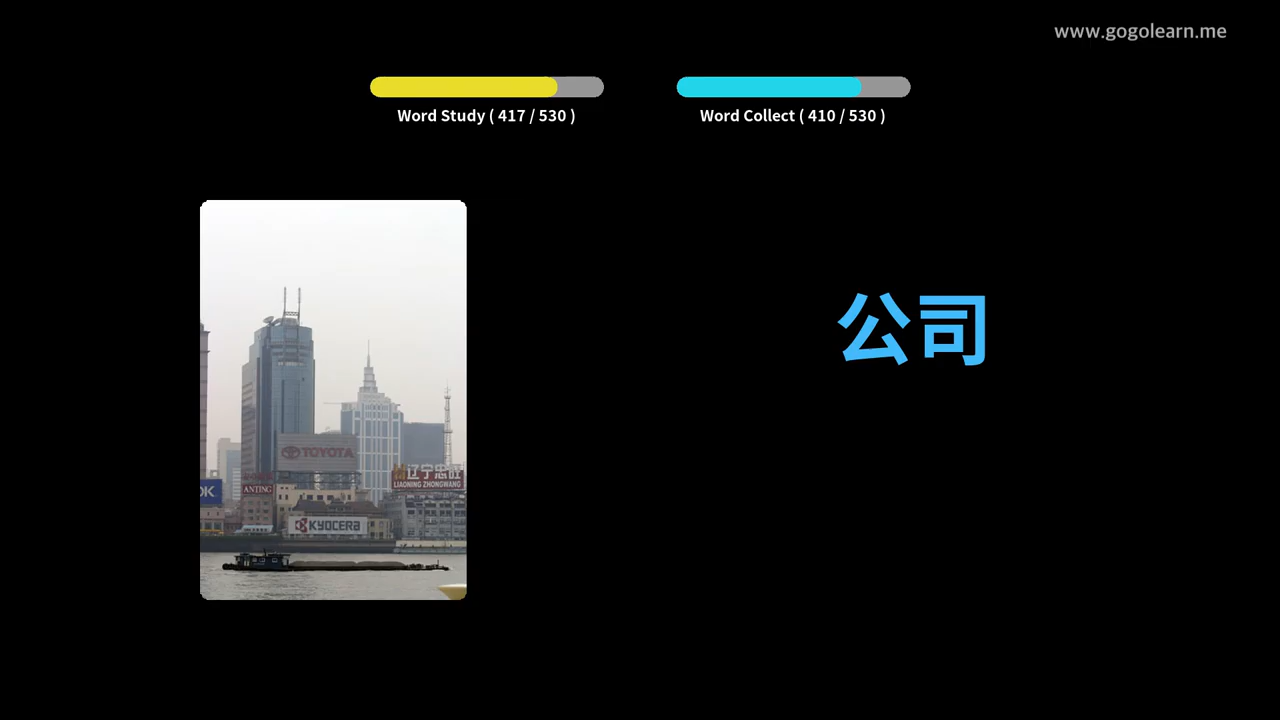 www.gogolearn.me
Word Study ( 417 / 530 )
Word Collect ( 410 / 530 )
公司
TOYOTA
辽宁忠旺
LIAONING ZHONGWANG
ANTING
OK
KYOCERA